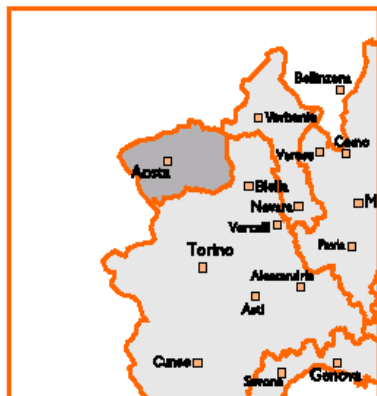 Bellinzona
Verbania
Varese
Como
Aosta
Biella
Novara
M
Vercelli
Pavia
Torino
Alessandria
Asti
Cuneo
Savona
Genova